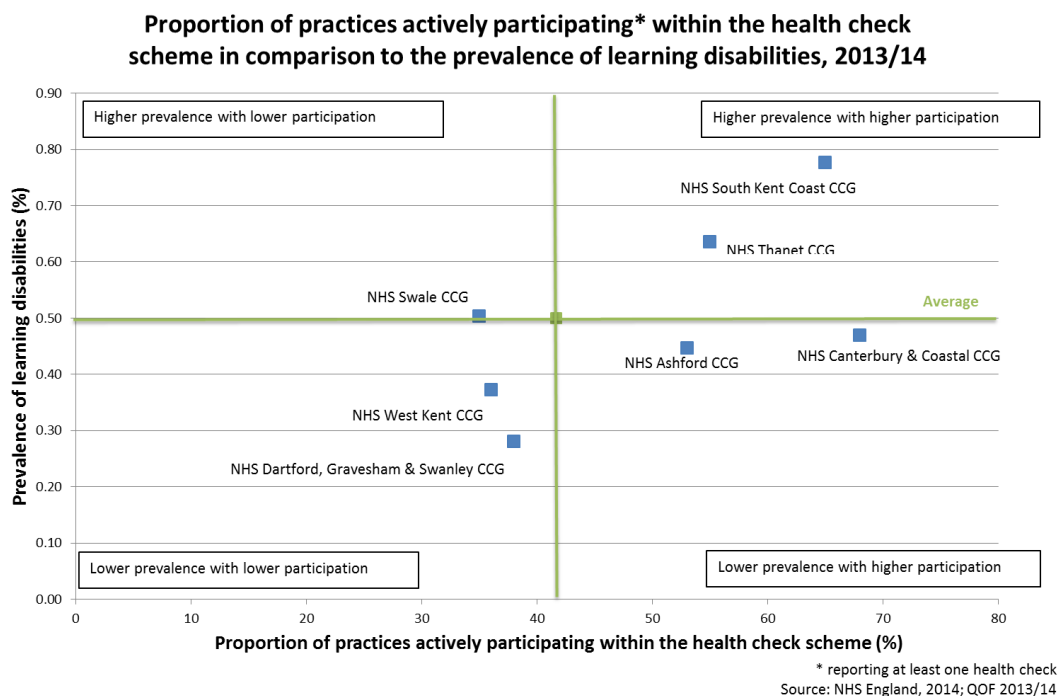 Proportion of practices actively participating* within the health check
scheme in comparison to the prevalence of learning disabilities, 2013/14
Prevalence of learning disabilities (%)
0.90
0.80
0.70
0.60
0.50
0.40
0.30
0.20
0.10
0.00
Higher prevalence with lower participation
Higher prevalence with higher participation
NHS South Kent Coast CCG
NHS Thanet CCG
NHS Swale CCG
Average
NHS Ashford CCG
NHS Canterbury & Coastal CCG
NHS West Kent CCG
NHS Dartford, Gravesham & Swanley CCG
Lower prevalence with lower participation
Lower prevalence with higher participation
0 10 20 30 40 50 60 70 80
Proportion of practices actively participating within the health check scheme (%)
* reporting at least one health check
Source: NHS England, 2014; QOF 2013/14